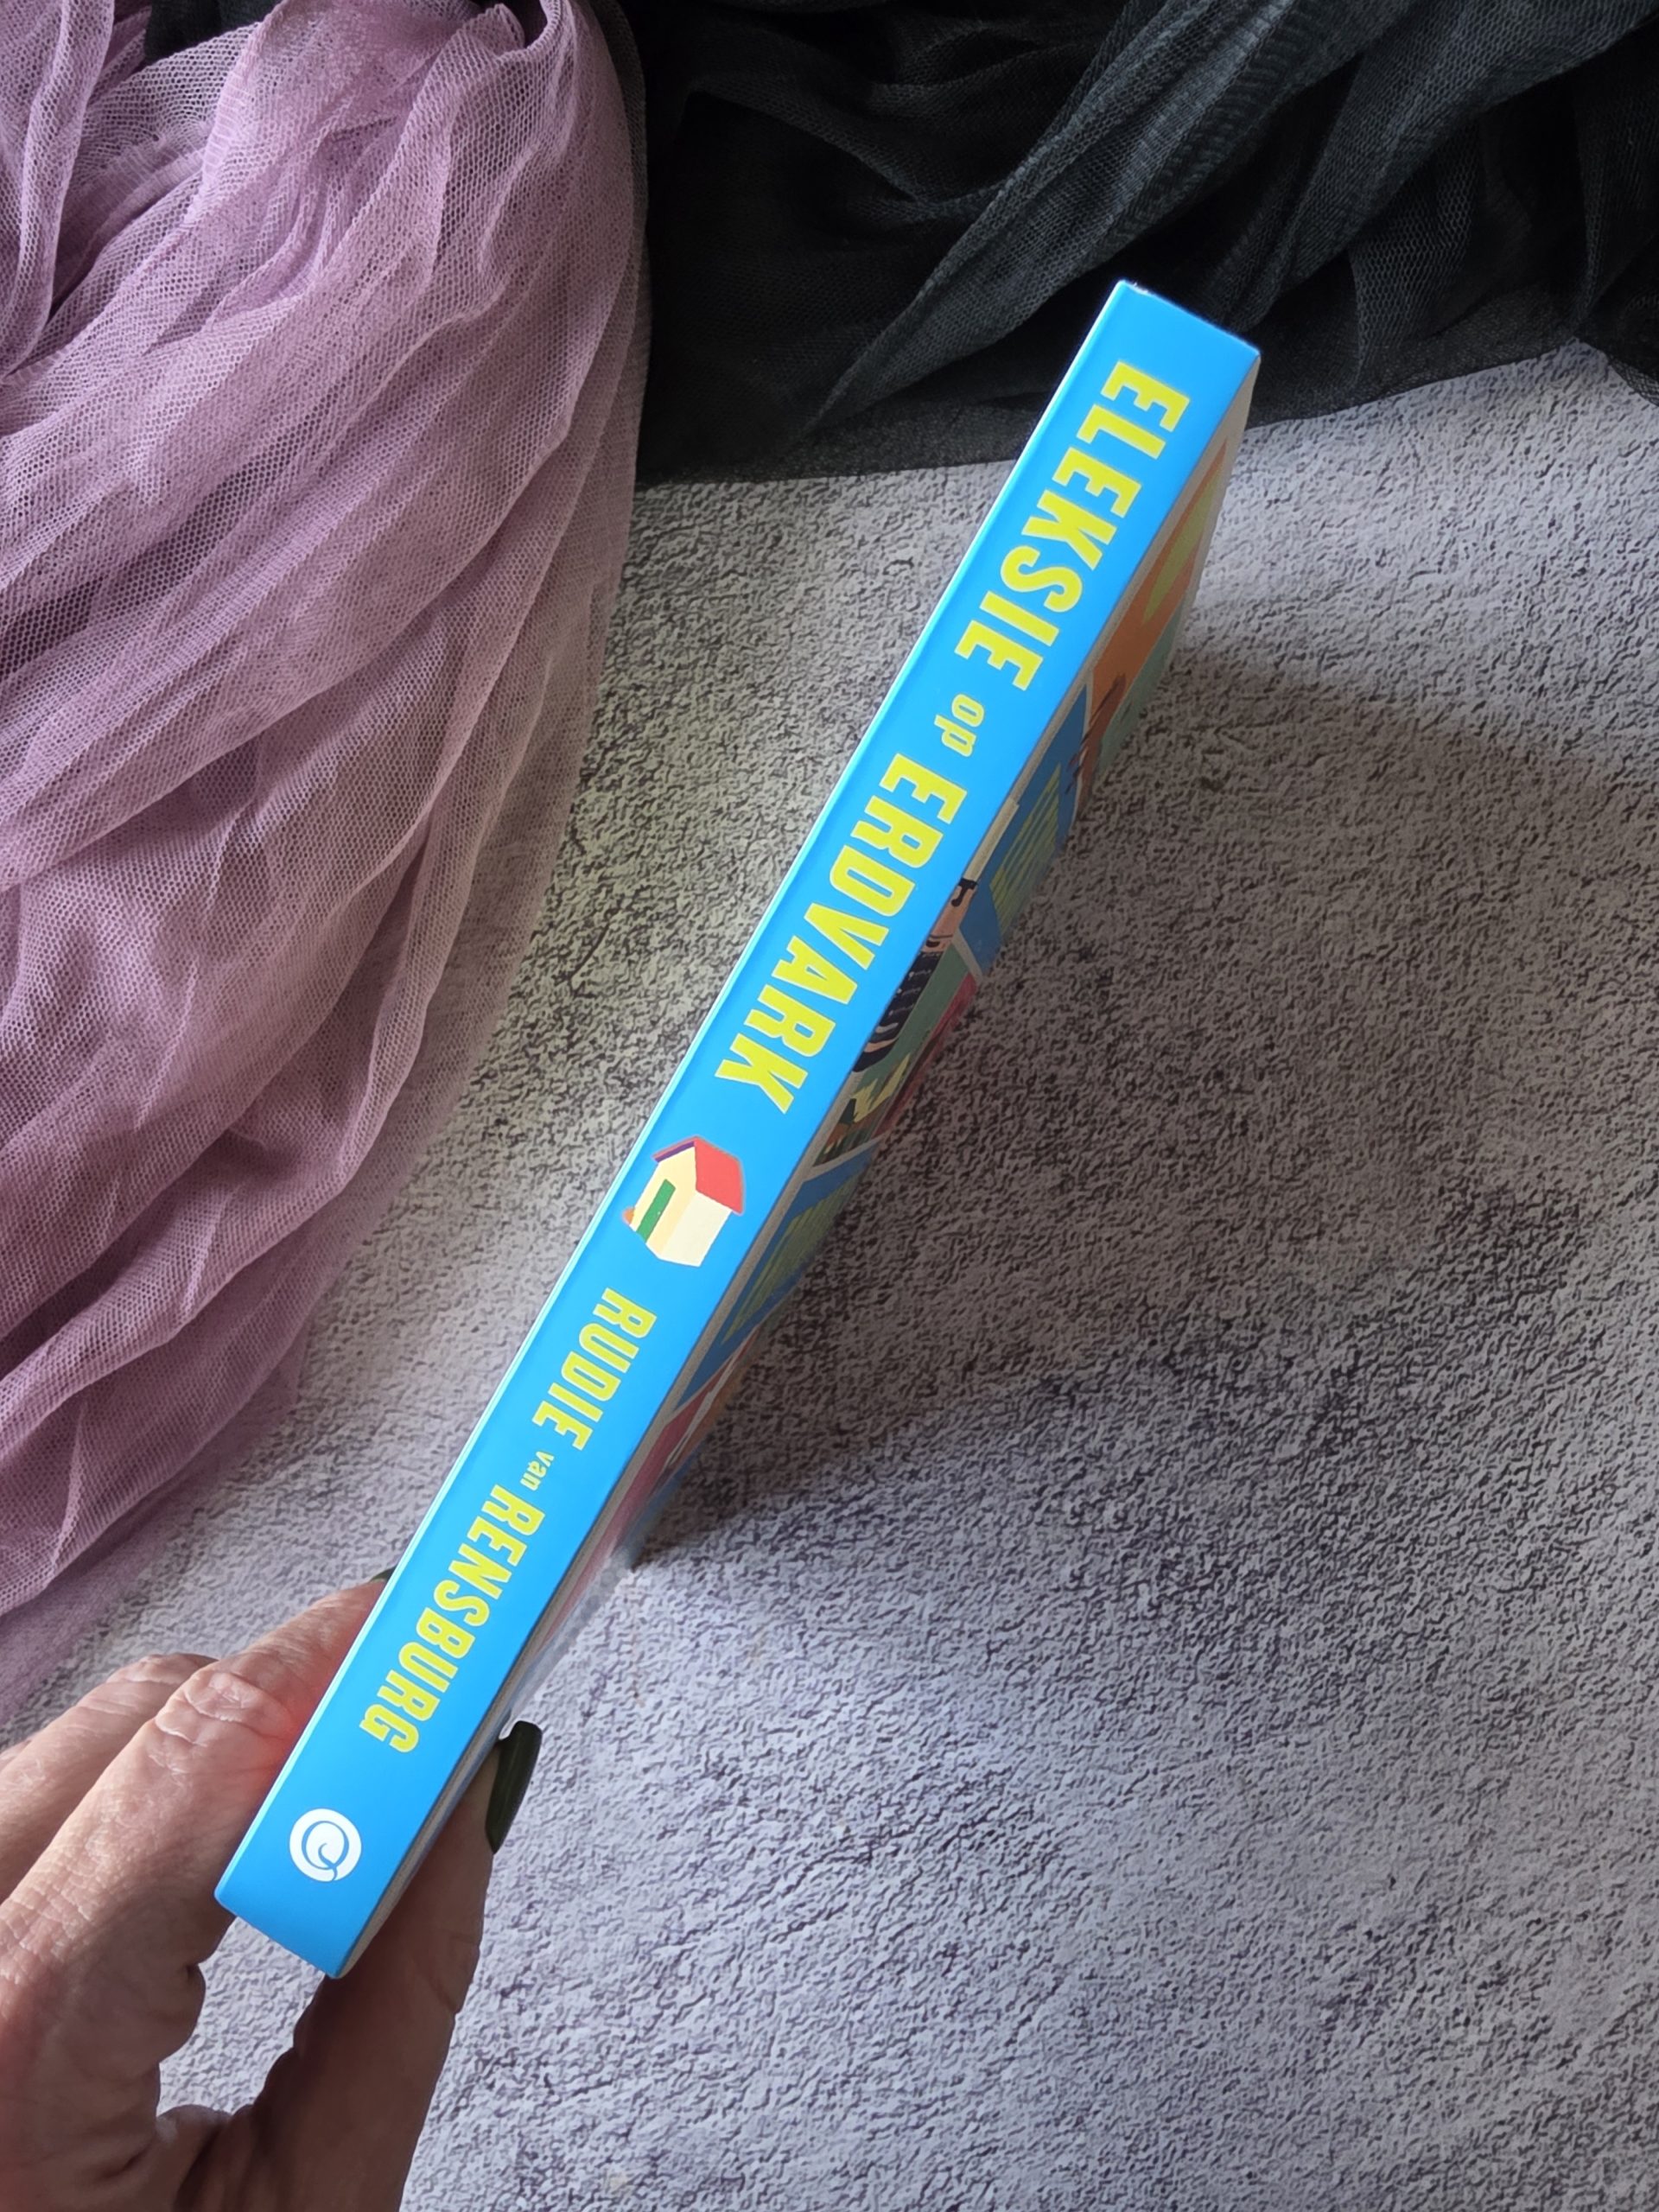 ELEKSIE op ERDVARK
RUDIE van RENSBURG